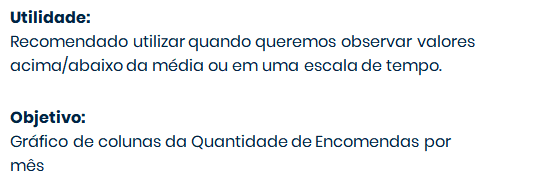 Utilidade:
Recomendado utilizar quando queremos observar valores
acima/abaixo da média ou em uma escala de tempo.
Objetivo:
Gráfico de colunas da Quantidade de Encomendas por
mês